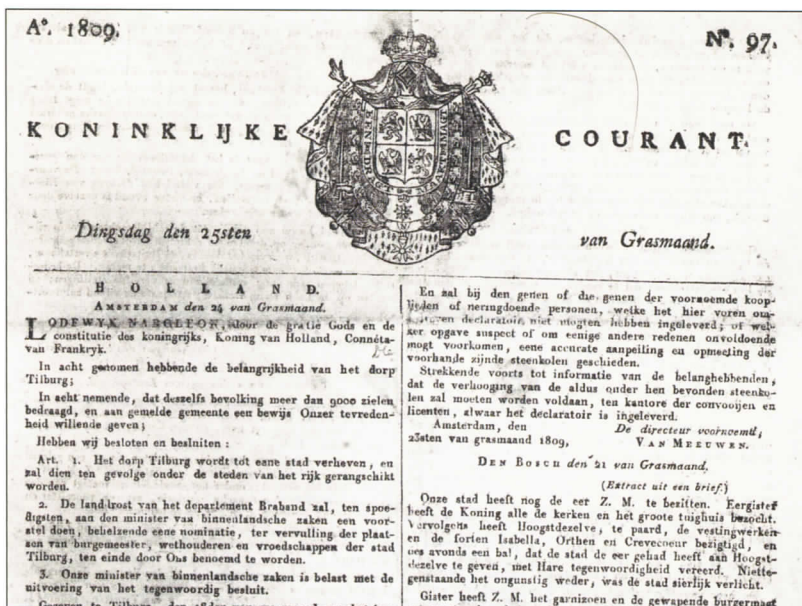 Aº. 1809.
Nº. 97.
KONINKLIJKE COURANT.
Dingsdag den 25sten van Grasmaand.
HOLLAND.
AMSTERDAM den 24 van Grasmaand.
LODEWYK NAPOLEON, door de gratie Gods en de
constitutie des koningrijks, Koning van Holland, Connéta-
van Frankryk.
In acht genomen hebbende de belangrijkheid van het dorp
Tilburg;
In acht nemende, dat deszelfs bevolking meer dan 9000 zielen
bedraagd, en aan gemelde gemeente een bewijs Onzer tevreden-
heid willende geven;
Hebben wij besloten en besluiten:
Art. 1. Het dorp Tilburg wordt tot eene stad verheven, en
zal dien ten gevolge onder de steden van het rijk gerangschikt
worden.
2. De landdrost van het departement Braband zal, ten spoe-
digsten, aan den minister van binnenlandsche zaken een voor-
stel doen, behelzende eene nominatie, ter vervulling der plaat-
sen van burgemeester, wethouderen en vroedschappen der stad
Tilburg, ten einde door Ons benoemd te worden.
3. Onze minister van binnenlandsche zaken is belast met de
uitvoering van het tegenwoordig besluit.
En zal bij den genen of die genen der voornoemde koop-
lieden of neringdoende personen, welke het hier voren
declaratoir niet mogten hebben ingeleverd; of wel-
ker opgave suspect of om eenige andere redenen onvoldoende
mogt voorkomen, eene accurate aanpeiling en opmeeting der
voorhande zijnde steenkolen geschieden.
Strekkende voorts tot informatie van de belanghebbenden,
dat de verhooging van de aldus onder hen bevonden steenko-
len zal moeten worden voldaan, ten kantore der convooijen en
licenten, alwaar het declaratoir is ingeleverd.
Amsterdam, den De directeur voornoemd,
23sten van grasmaand 1809, VAN MEEUWEN.
DEN BOSCH den 21 van Grasmaand.
(Extract uit een brief.)
Onze stad heeft nog de eer Z. M. te bezitten. Eergister
heeft de Koning alle de kerken en het groote tuighuis bezocht.
Vervolgens heeft Hoogstdezelve, te paard, de vestingwerken
en de forten Isabella, Orthen en Crevecoeur bezigtigd, en
des avonds een bal, dat de stad de eer gehad heeft aan Hoogst-
dezelve te geven, met Hare tegenwoordigheid vereerd. Niette-
genstaande het ongunstig weder, was de stad sierlijk verlicht.
Gister heeft Z. M. het garnizoen en de gewapende burgermagt